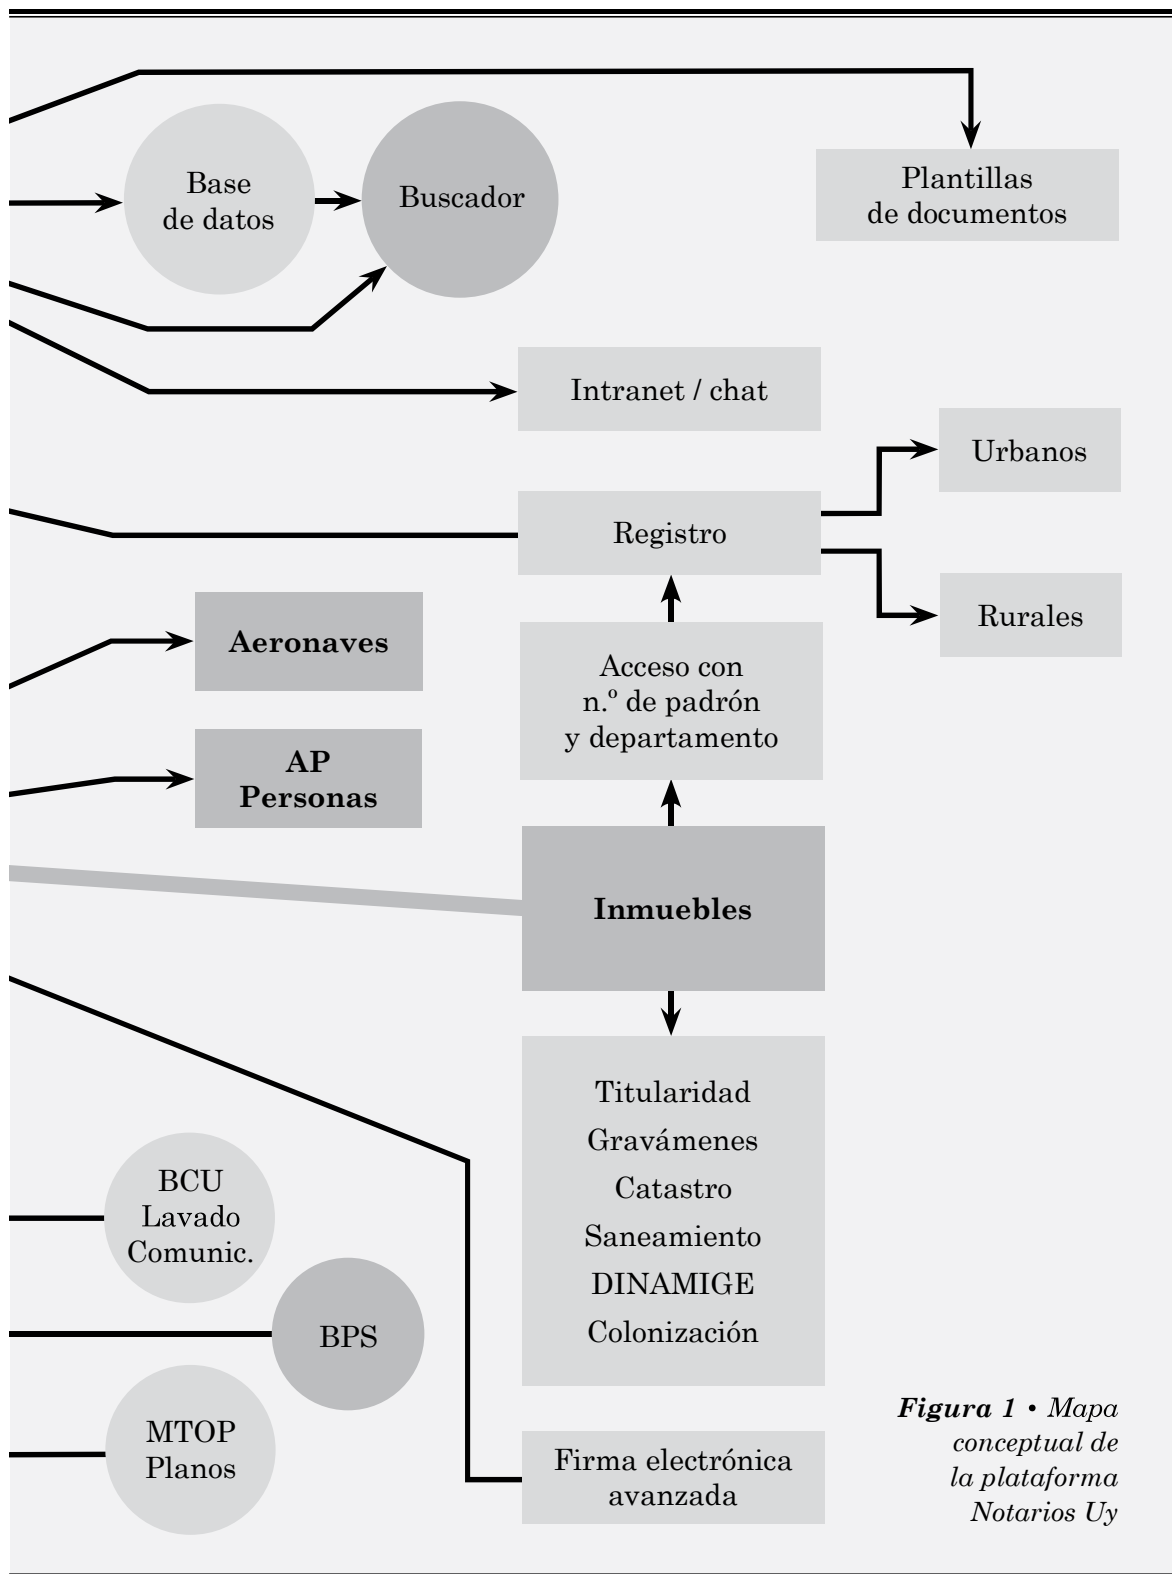 Base
de datos
Buscador
Plantillas
de documentos
Intranet / chat
Urbanos
Registro
Rurales
Aeronaves
Acceso con
n.º de padrón
y departamento
AP
Personas
Inmuebles
Titularidad
Gravámenes
Catastro
Saneamiento
DINAMIGE
Colonización
BCU
Lavado
Comunic.
BPS
MTOP
Planos
Firma electrónica
avanzada
Figura 1 • Mapa
conceptual de
la plataforma
Notarios Uy